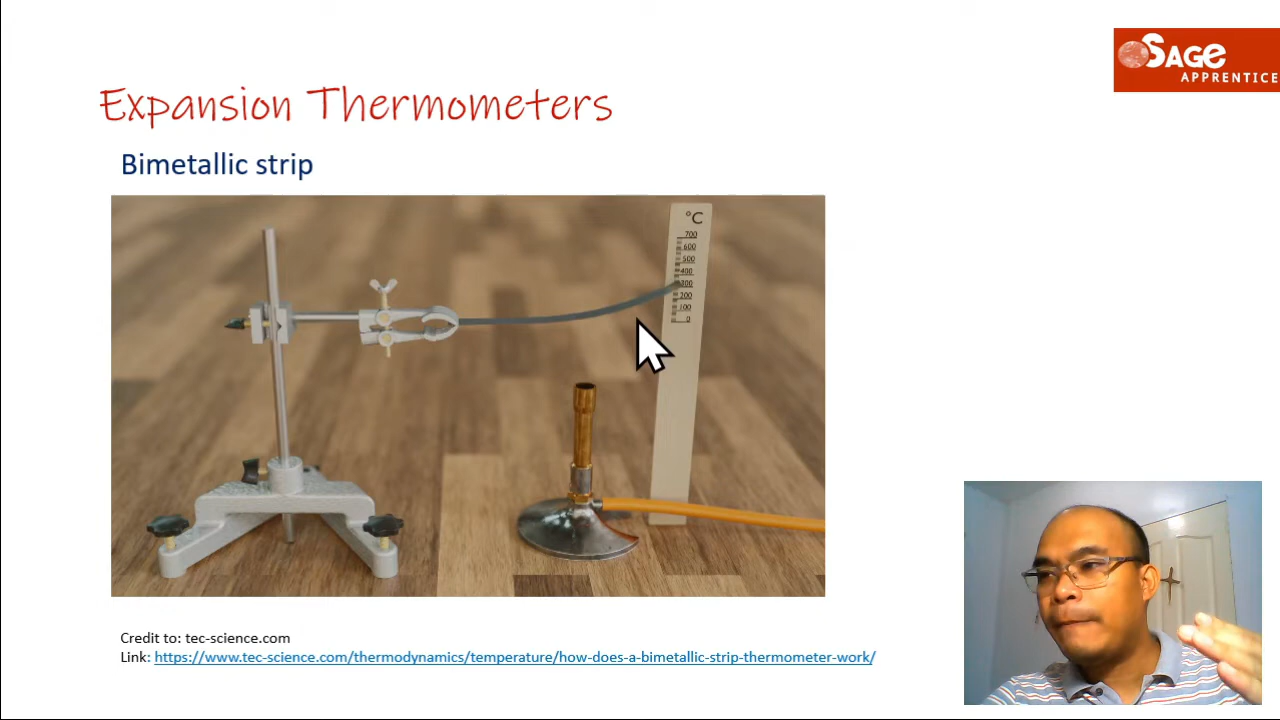 SAGE
APPRENTICE
Expansion Thermometers
Bimetallic strip
°C
700
600
500
400
300
200
100
0
Credit to: tec-science.com
Link: https://www.tec-science.com/thermodynamics/temperature/how-does-a-bimetallic-strip-thermometer-work/